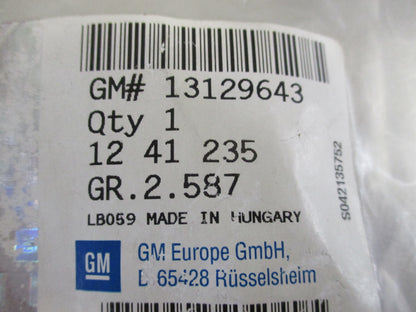 GM# 13129643
Qty 1
12 41 235
GR.2.587
LB059 MADE IN HUNGARY
S042135752
GM
GM Europe GmbH,
D 65428 Rüsselsheim